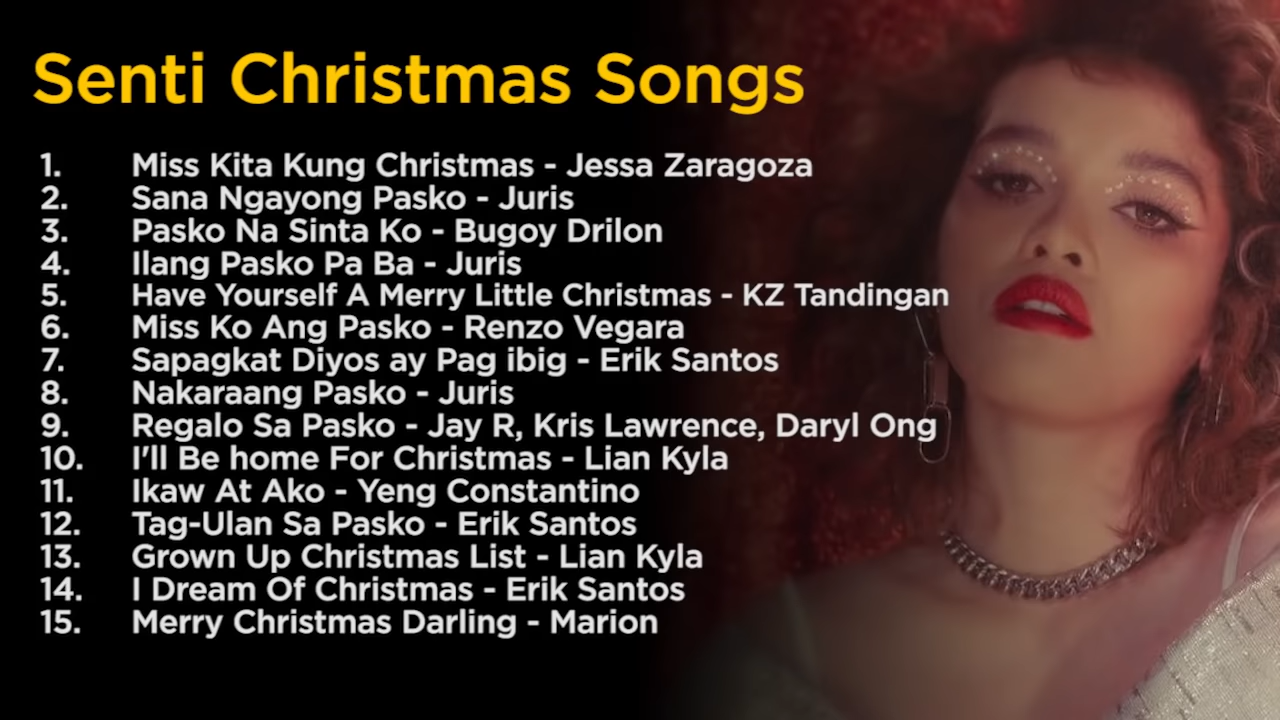 Senti Christmas Songs
1. Miss Kita Kung Christmas - Jessa Zaragoza
2. Sana Ngayong Pasko - Juris
3. Pasko Na Sinta Ko - Bugoy Drilon
4. Ilang Pasko Pa Ba - Juris
5. Have Yourself A Merry Little Christmas - KZ Tandingan
6. Miss Ko Ang Pasko - Renzo Vegara
7. Sapagkat Diyos ay Pag ibig - Erik Santos
8. Nakaraang Pasko - Juris
9. Regalo Sa Pasko - Jay R, Kris Lawrence, Daryl Ong
10. I'll Be home For Christmas - Lian Kyla
11. Ikaw At Ako - Yeng Constantino
12. Tag-Ulan Sa Pasko - Erik Santos
13. Grown Up Christmas List - Lian Kyla
14. I Dream Of Christmas - Erik Santos
15. Merry Christmas Darling - Marion